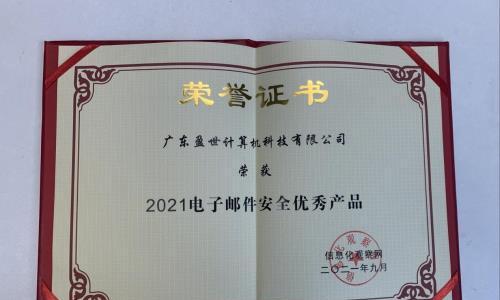 荣誉证书
广东盈世计算机科技有限公司
荣获
2021电子邮件安全优秀产品
信息化观察网
二〇二一年九月